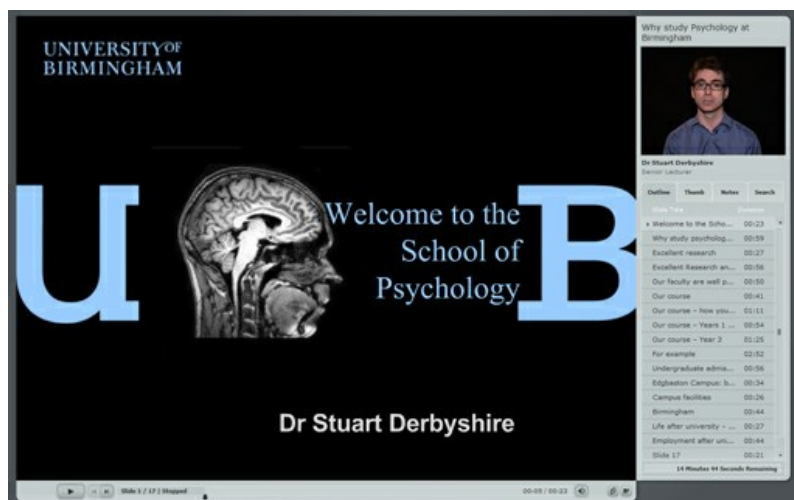 UNIVERSITY OF
BIRMINGHAM
U
B
Welcome to the
School of
Psychology
Dr Stuart Derbyshire
Slide 1 / 17 | Stopped
00:05 / 00:23
Why study Psychology at
Birmingham
Dr Stuart Derbyshire
Senior Lecturer
Outline Thumb Notes Search
Slide Title Duration
Welcome to the Scho... 00:23
Why study psycholog... 00:59
Excellent research 00:27
Excellent Research an... 00:56
Our faculty are well p... 00:50
Our course 00:41
Our course – how you... 01:11
Our course – Years 1 ... 00:54
Our course – Year 3 01:25
For example 02:52
Undergraduate admis... 00:56
Edgbaston Campus: b... 00:34
Campus facilities 00:26
Birmingham 00:44
Life after university – ... 00:27
Employment after uni... 00:44
Slide 17 00:21
14 Minutes 44 Seconds Remaining